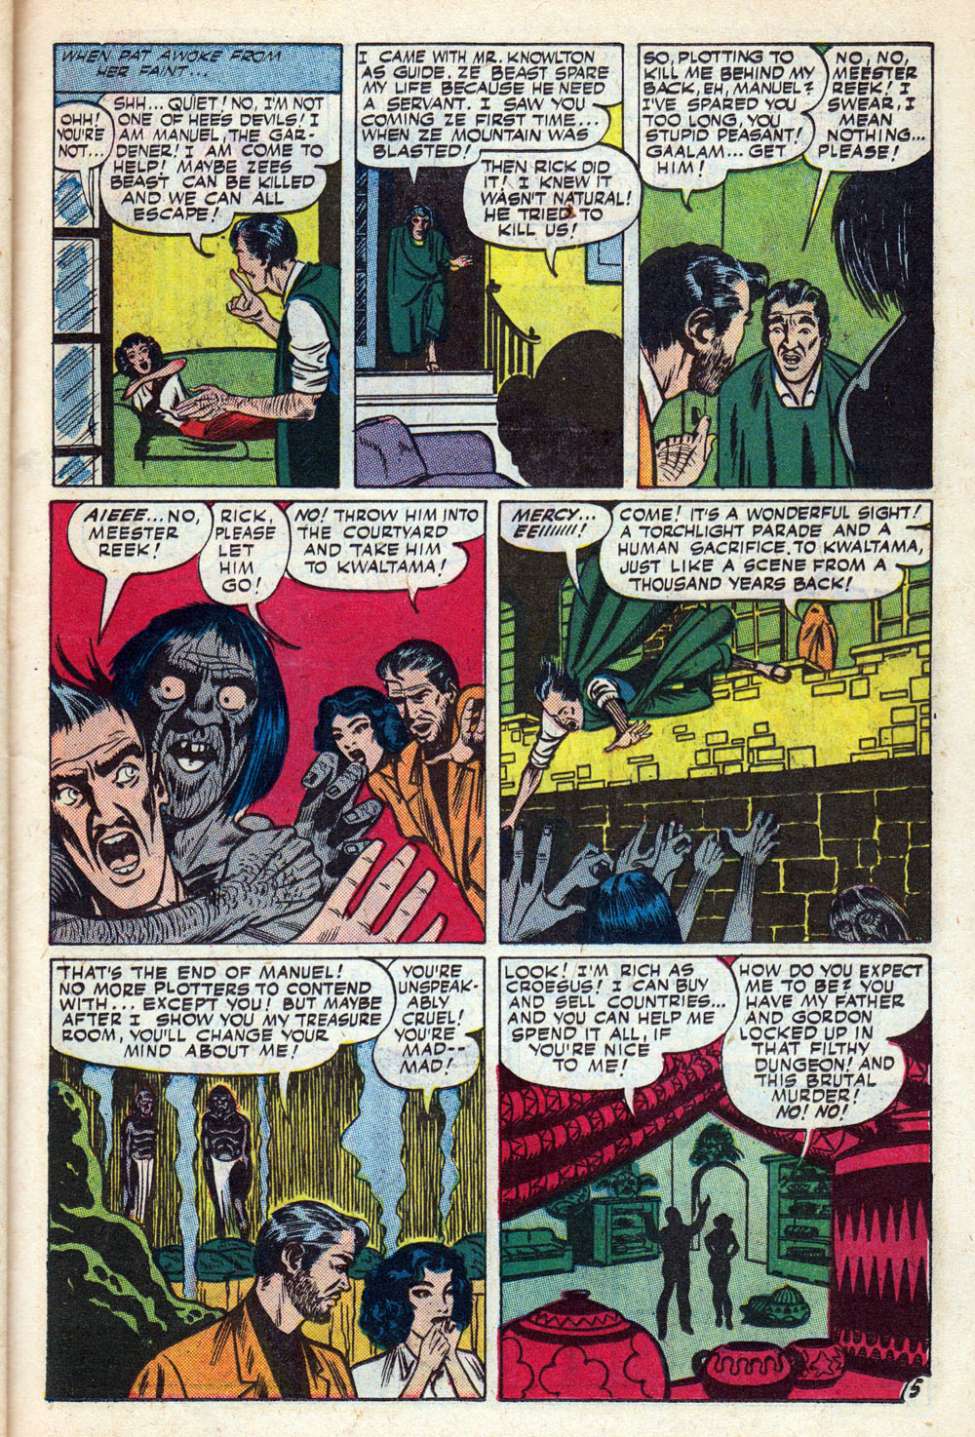 WHEN PAT AWOKE FROM
HER FAINT...
OHH!
YOU'RE
NOT...
SHH... QUIET! NO, I'M NOT
ONE OF HEES DEVILS! I
AM MANUEL, THE GAR-
DENER! I AM COME TO
HELP! MAYBE ZEES
BEAST CAN BE KILLED
AND WE CAN ALL
ESCAPE!
I CAME WITH MR. KNOWLTON
AS GUIDE. ZE BEAST SPARE
MY LIFE BECAUSE HE NEED
A SERVANT. I SAW YOU
COMING ZE FIRST TIME...
WHEN ZE MOUNTAIN WAS
BLASTED!
THEN RICK DID
IT! I KNEW IT
WASN'T NATURAL!
HE TRIED TO
KILL US!
SO, PLOTTING TO
KILL ME BEHIND MY
BACK, EH, MANUEL?
I'VE SPARED YOU
TOO LONG, YOU
STUPID PEASANT!
GAALAM... GET
HIM!
NO, NO,
MEESTER
REEK! I
SWEAR, I
MEAN
NOTHING...
PLEASE!
AIEEE... NO,
MEESTER
REEK!
RICK,
PLEASE
LET
HIM
GO!
NO! THROW HIM INTO
THE COURTYARD
AND TAKE HIM
TO KWALTAMA!
MERCY...
EEIIIIIII!
COME! IT'S A WONDERFUL SIGHT!
A TORCHLIGHT PARADE AND A
HUMAN SACRIFICE TO KWALTAMA,
JUST LIKE A SCENE FROM A
THOUSAND YEARS BACK!
THAT'S THE END OF MANUEL!
NO MORE PLOTTERS TO CONTEND
WITH... EXCEPT YOU! BUT MAYBE
AFTER I SHOW YOU MY TREASURE
ROOM, YOU'LL CHANGE YOUR
MIND ABOUT ME!
YOU'RE
UNSPEAK-
ABLY
CRUEL!
YOU'RE
MAD--
MAD!
LOOK! I'M RICH AS
CROESUS! I CAN BUY
AND SELL COUNTRIES...
AND YOU CAN HELP ME
SPEND IT ALL, IF
YOU'RE NICE
TO ME!
HOW DO YOU EXPECT
ME TO BE? YOU
HAVE MY FATHER
AND GORDON
LOCKED UP IN
THAT FILTHY
DUNGEON! AND
THIS BRUTAL
MURDER!
NO! NO!
5